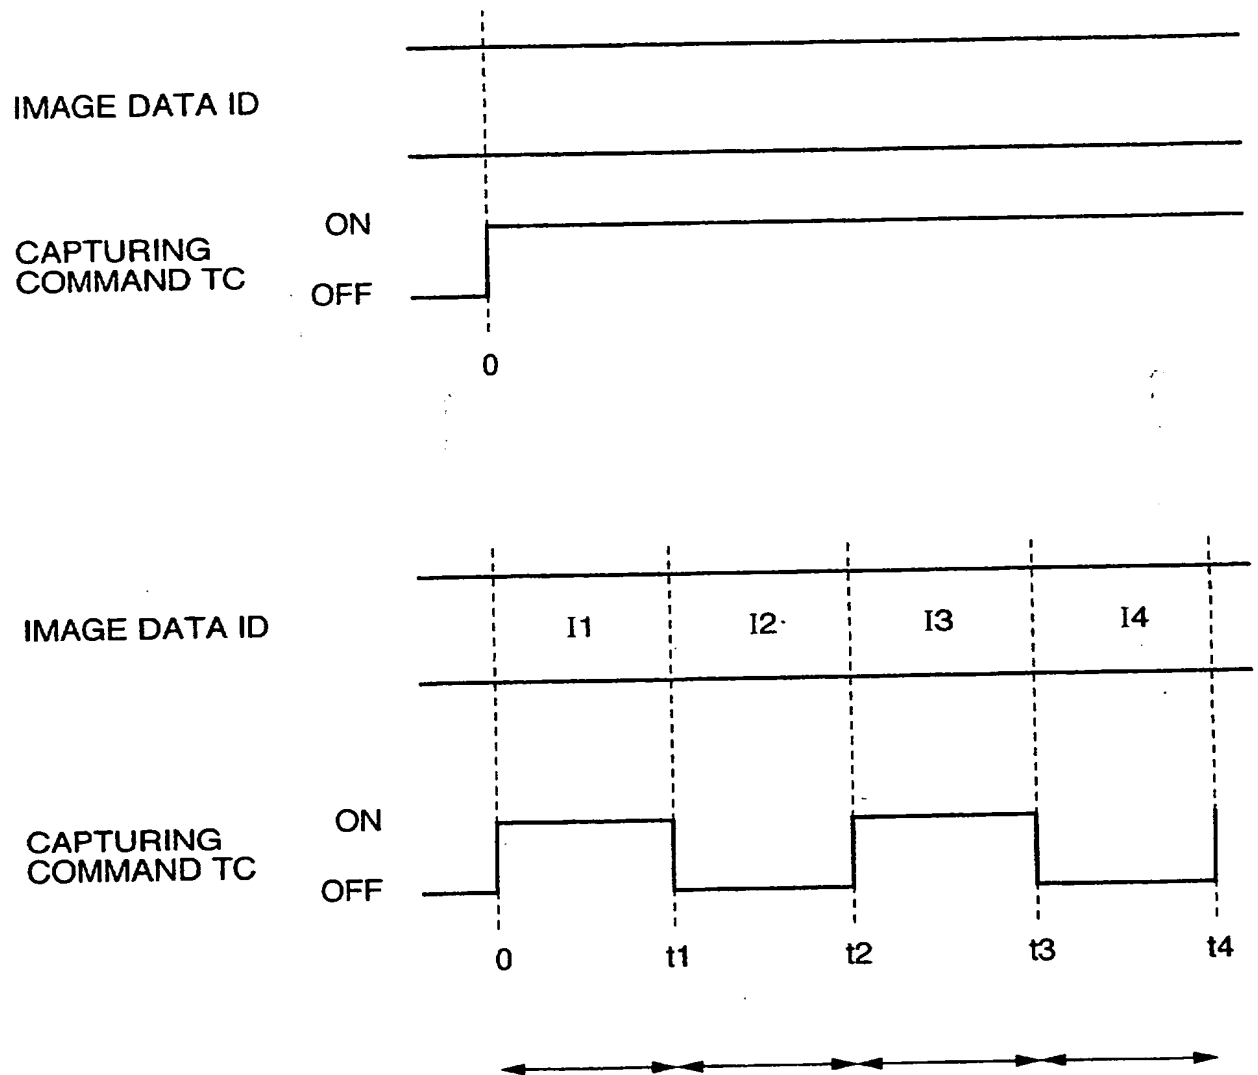 IMAGE DATA ID
ON
CAPTURING
COMMAND TC
OFF
0
IMAGE DATA ID
I1 I2 I3 I4
ON
CAPTURING
COMMAND TC
OFF
0 t1 t2 t3 t4